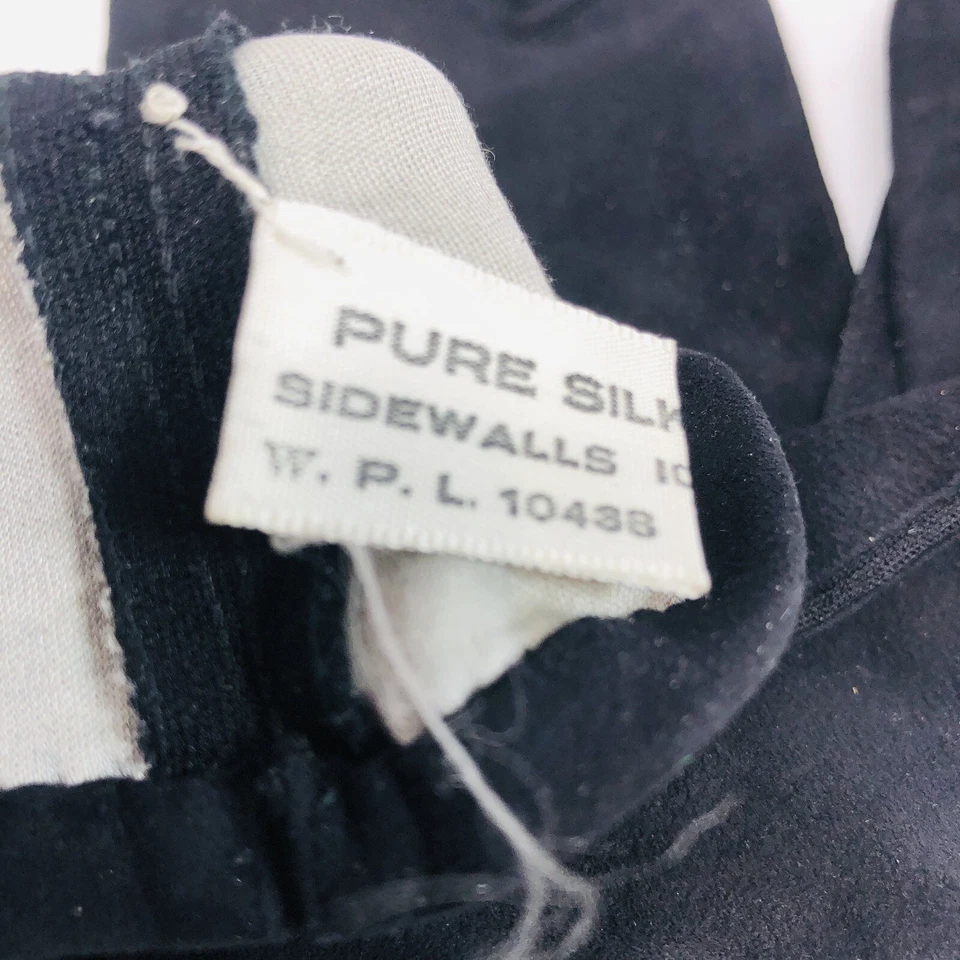 PURE SILK
SIDEWALLS
W. P. L. 10438